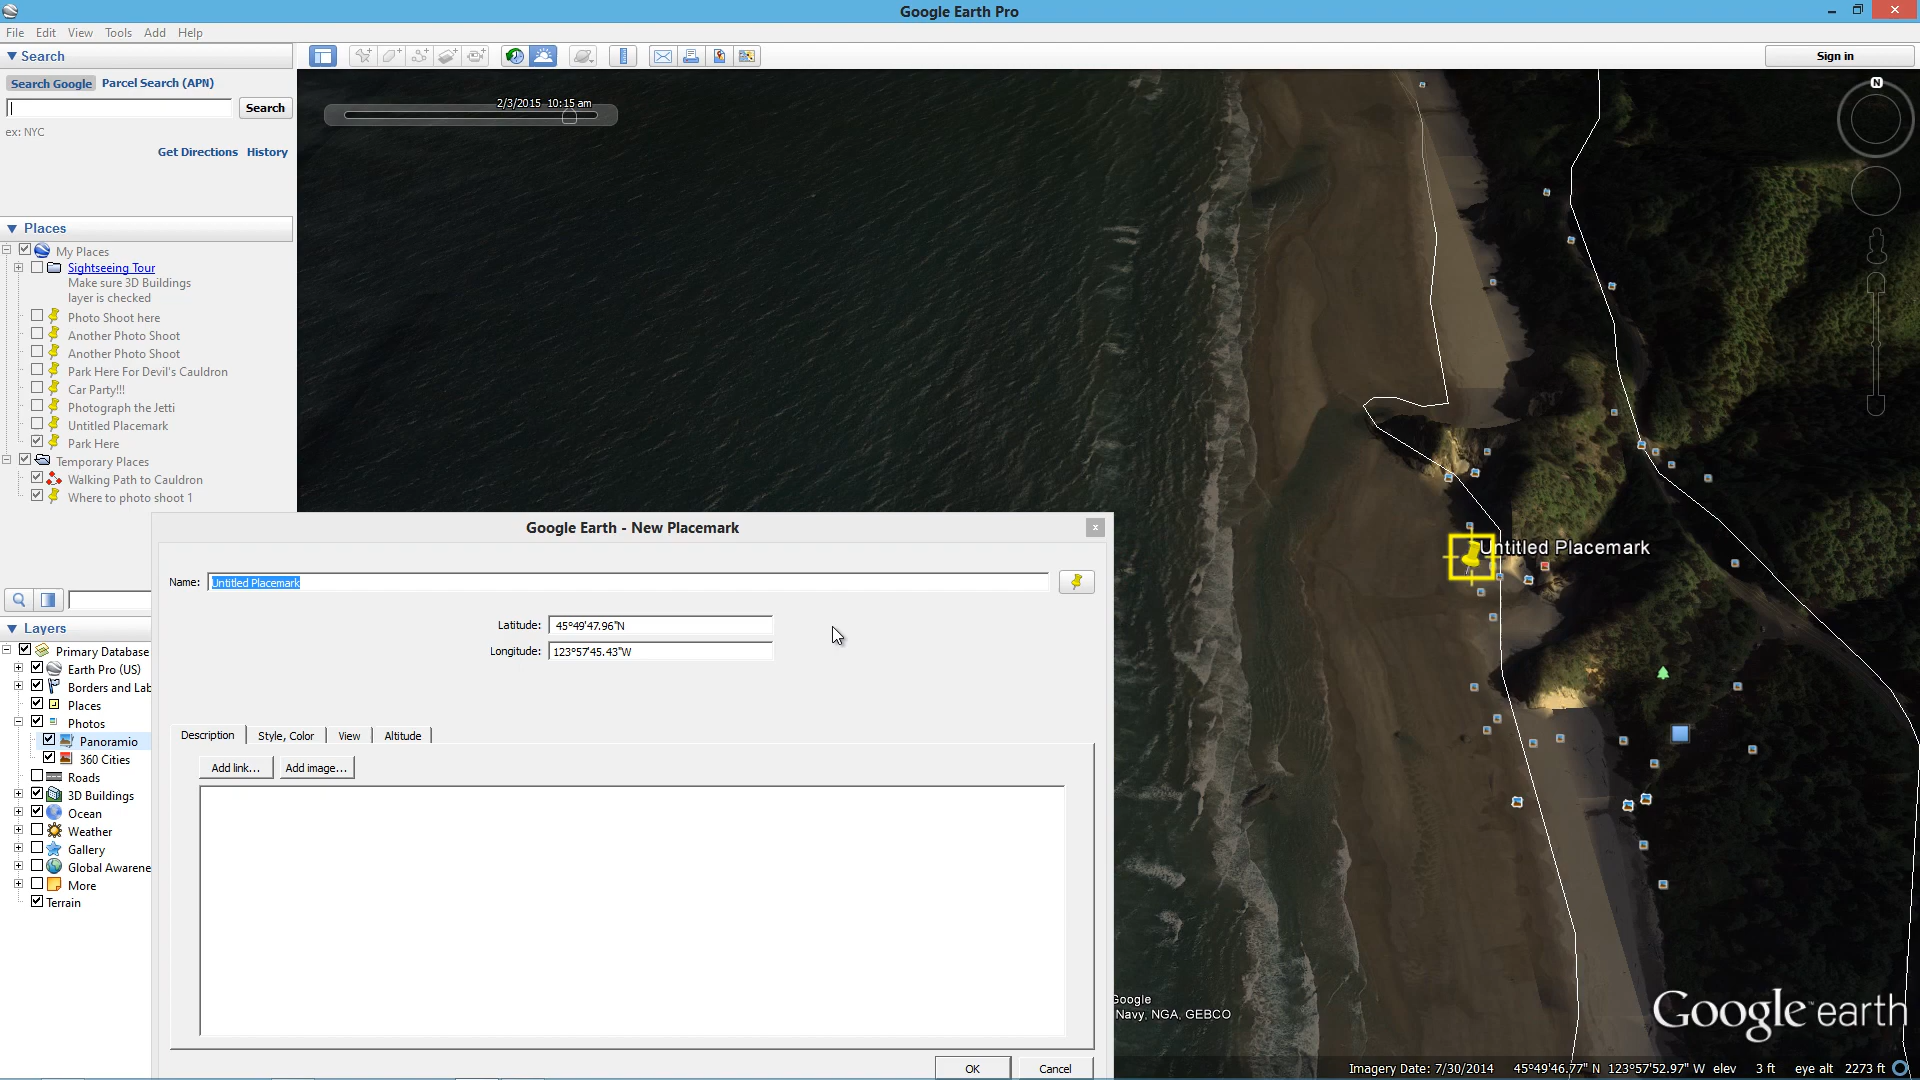 Google Earth Pro
File Edit View Tools Add Help
Search
Sign in
Search Google Parcel Search (APN)
Search
ex: NYC
Get Directions History
2/3/2015 10:15 am
N
Places
My Places
Sightseeing Tour
Make sure 3D Buildings
layer is checked
Photo Shoot here
Another Photo Shoot
Another Photo Shoot
Park Here For Devil's Cauldron
Car Party!!!
Photograph the Jetti
Untitled Placemark
Park Here
Temporary Places
Walking Path to Cauldron
Where to photo shoot 1
Google Earth - New Placemark
Name: Untitled Placemark
Latitude: 45°49'47.96"N
Longitude: 123°57'45.43"W
Description Style, Color View Altitude
Add link... Add image...
OK Cancel
Untitled Placemark
Layers
Primary Database
Earth Pro (US)
Borders and Lab
Places
Photos
Panoramio
360 Cities
Roads
3D Buildings
Ocean
Weather
Gallery
Global Awarene
More
Terrain
Google
Navy, NGA, GEBCO
Google earth
Imagery Date: 7/30/2014 45°49'46.77" N 123°57'52.97" W elev 3 ft eye alt 2273 ft